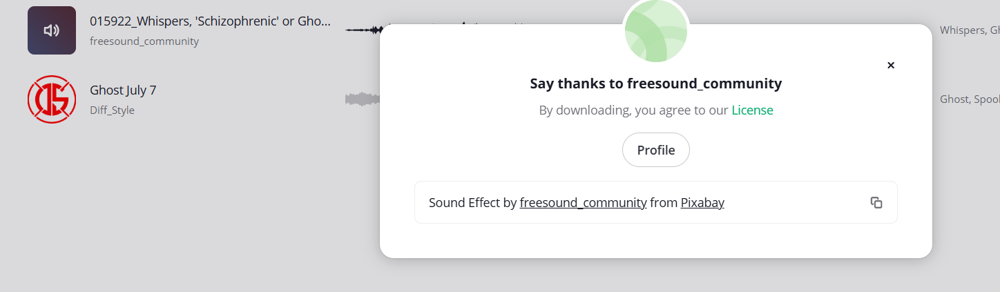 015922_Whispers, 'Schizophrenic' or Gho...
freesound_community
Whispers, Gh
Ghost July 7
Diff_Style
Ghost, Spool
×
Say thanks to freesound_community
By downloading, you agree to our License
Profile
Sound Effect by freesound_community from Pixabay